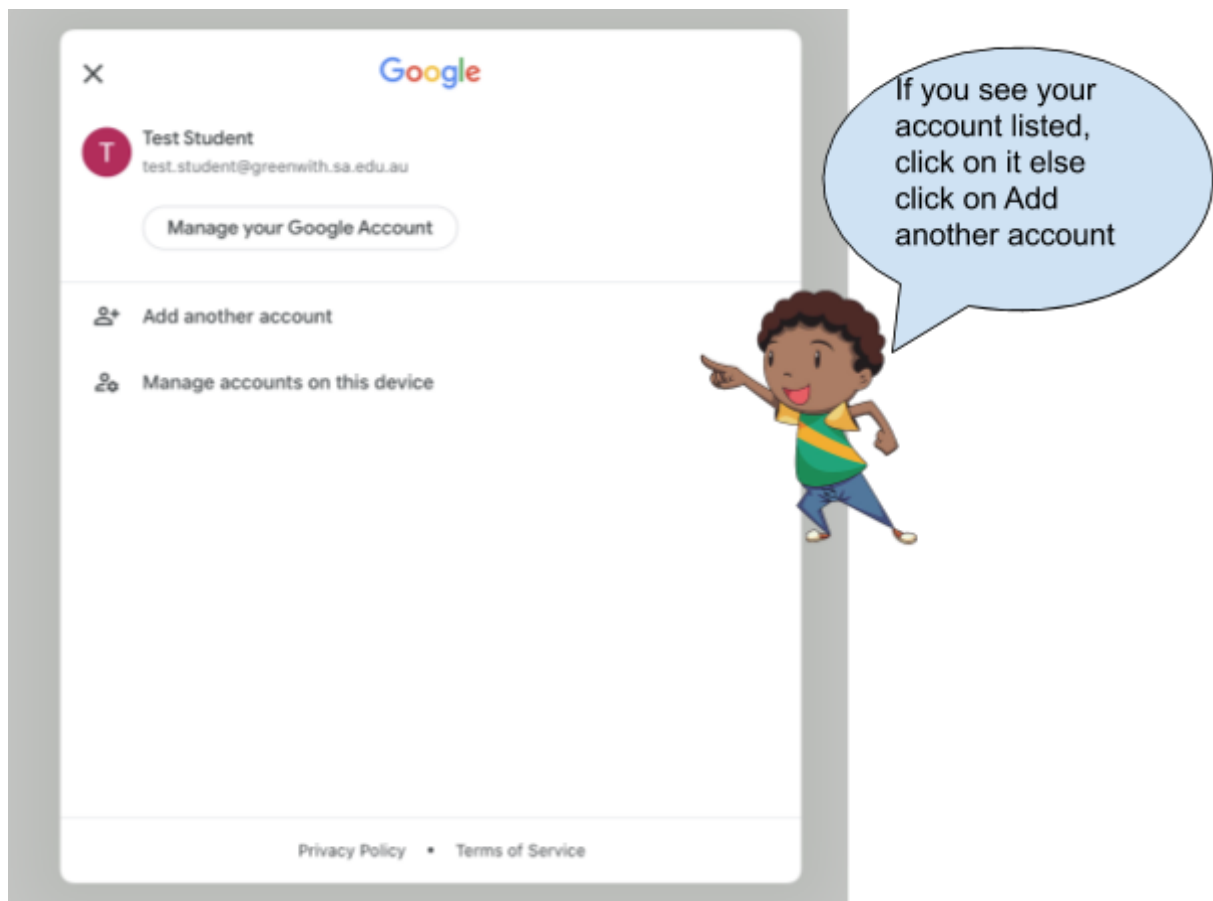 Google
T
Test Student
test.student@greenwith.sa.edu.au
Manage your Google Account
Add another account
Manage accounts on this device
Privacy Policy • Terms of Service
If you see your
account listed,
click on it else
click on Add
another account